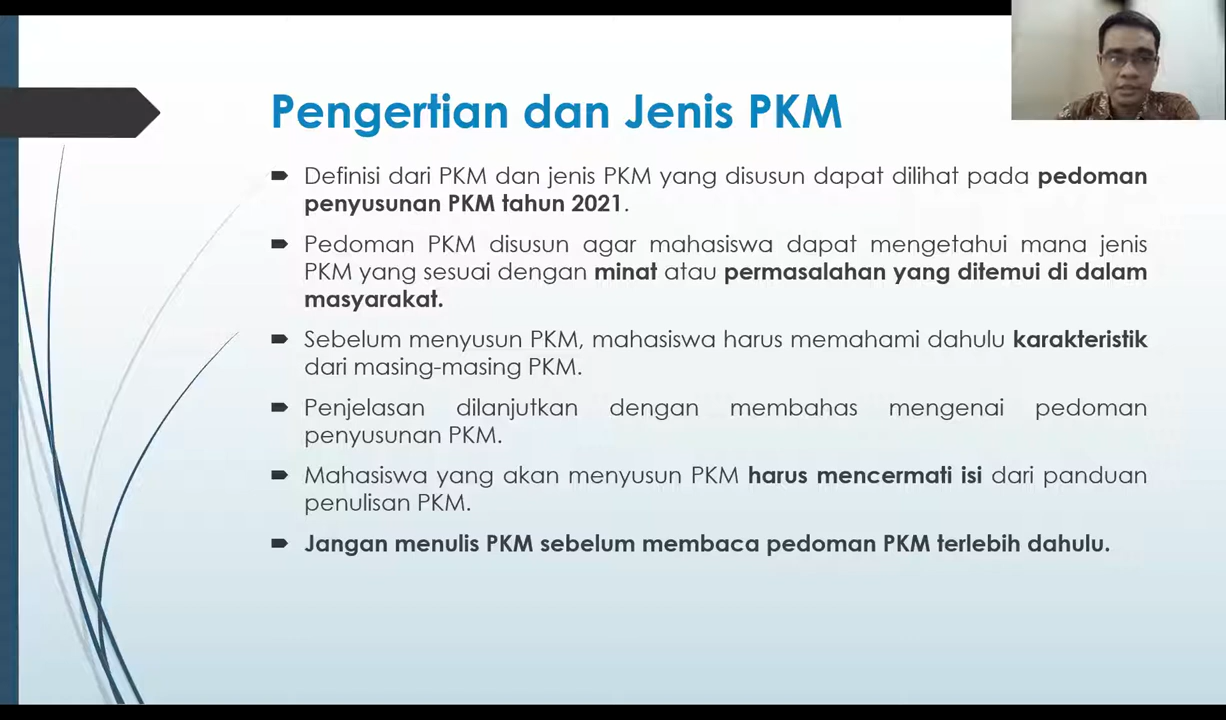 Pengertian dan Jenis PKM
Definisi dari PKM dan jenis PKM yang disusun dapat dilihat pada pedoman
penyusunan PKM tahun 2021.
Pedoman PKM disusun agar mahasiswa dapat mengetahui mana jenis
PKM yang sesuai dengan minat atau permasalahan yang ditemui di dalam
masyarakat.
Sebelum menyusun PKM, mahasiswa harus memahami dahulu karakteristik
dari masing-masing PKM.
Penjelasan dilanjutkan dengan membahas mengenai pedoman
penyusunan PKM.
Mahasiswa yang akan menyusun PKM harus mencermati isi dari panduan
penulisan PKM.
Jangan menulis PKM sebelum membaca pedoman PKM terlebih dahulu.